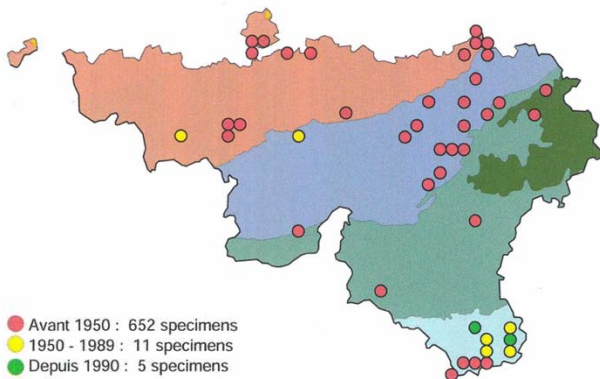 Avant 1950 : 652 specimens
1950 - 1989 : 11 specimens
Depuis 1990 : 5 specimens